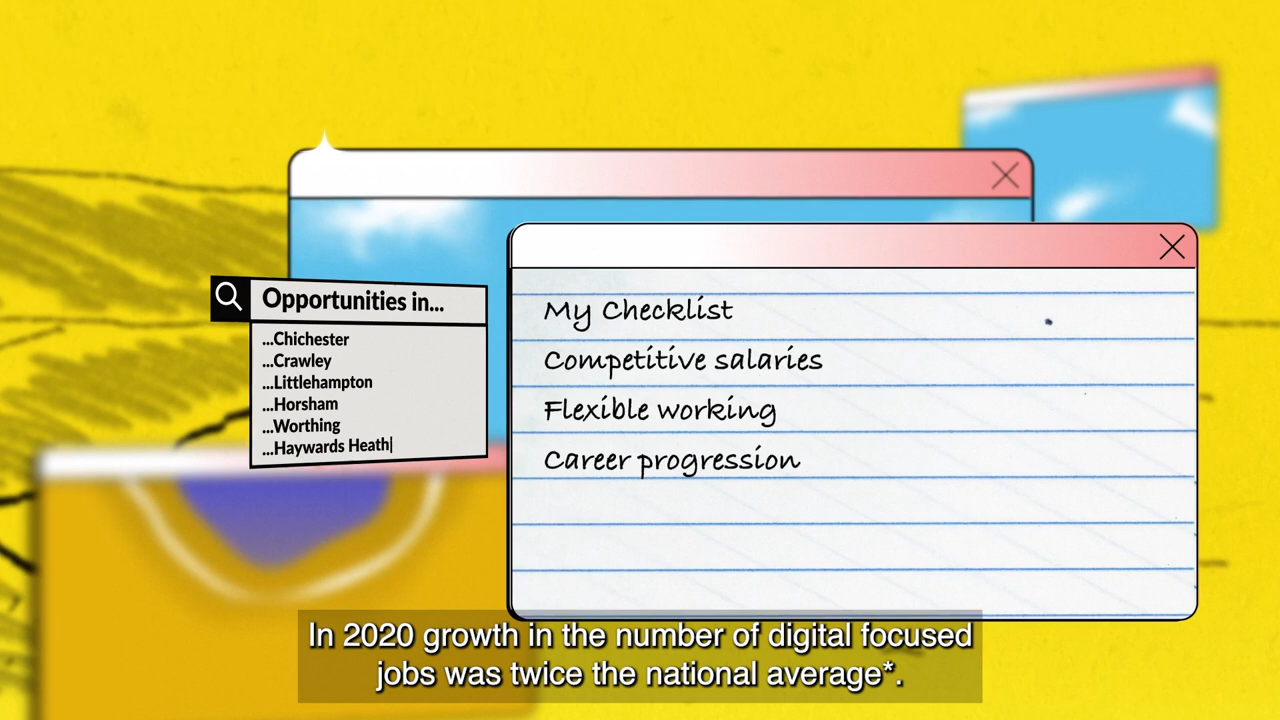 Opportunities in...
...Chichester
...Crawley
...Littlehampton
...Horsham
...Worthing
...Haywards Heath
My Checklist
Competitive salaries
Flexible working
Career progression
In 2020 growth in the number of digital focused
jobs was twice the national average*.